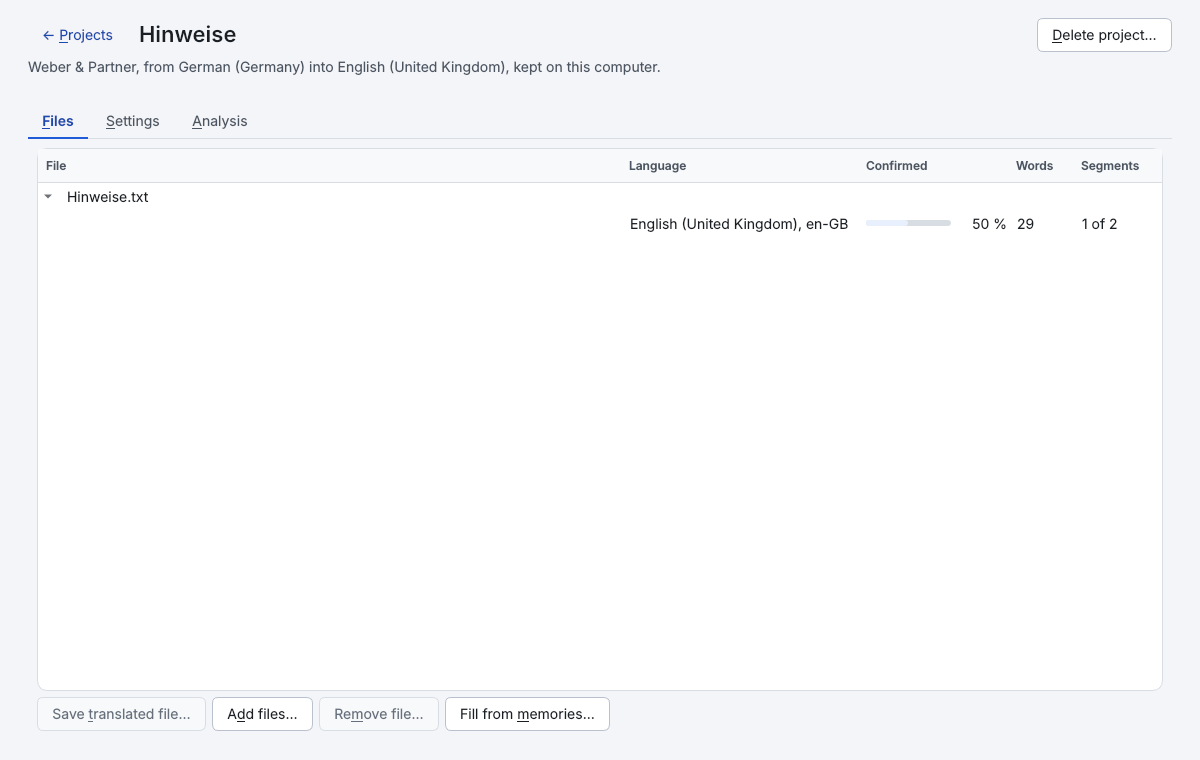 ← Projects Hinweise Delete project...
Weber & Partner, from German (Germany) into English (United Kingdom), kept on this computer.
Files Settings Analysis
File Language Confirmed Words Segments
Hinweise.txt
English (United Kingdom), en-GB 50 % 29 1 of 2
Save translated file... Add files... Remove file... Fill from memories...